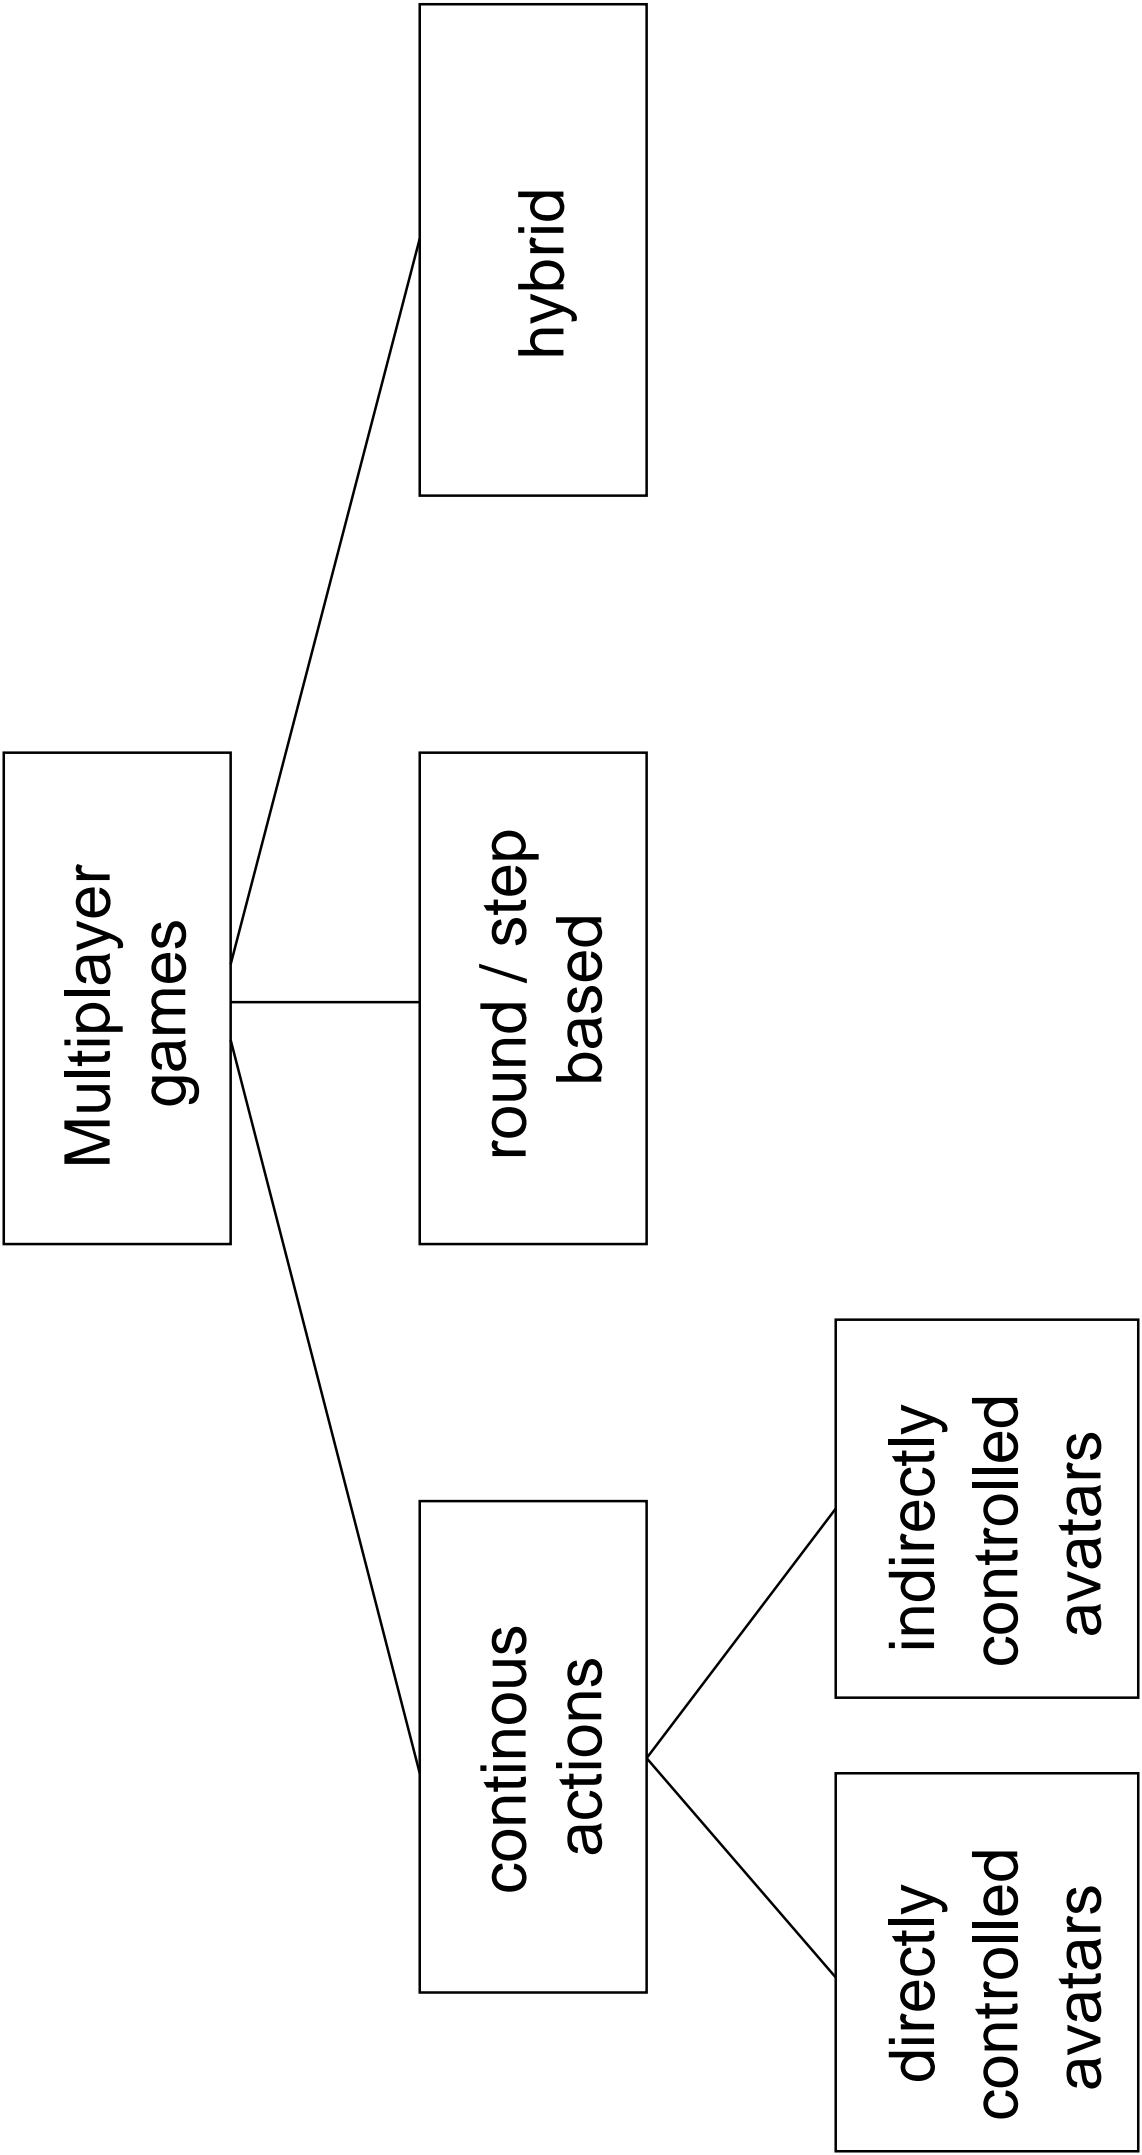 Multiplayer
games
continous
actions
round / step
based
hybrid
directly
controlled
avatars
indirectly
controlled
avatars